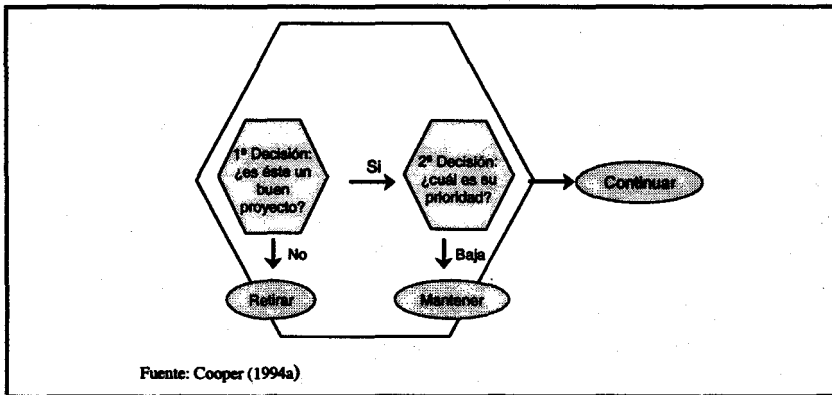 1ª Decisión:
¿es éste un
buen
proyecto?
Si
2ª Decisión:
¿cuál es su
prioridad?
Continuar
No
Baja
Retirar
Mantener
Fuente: Cooper (1994a)